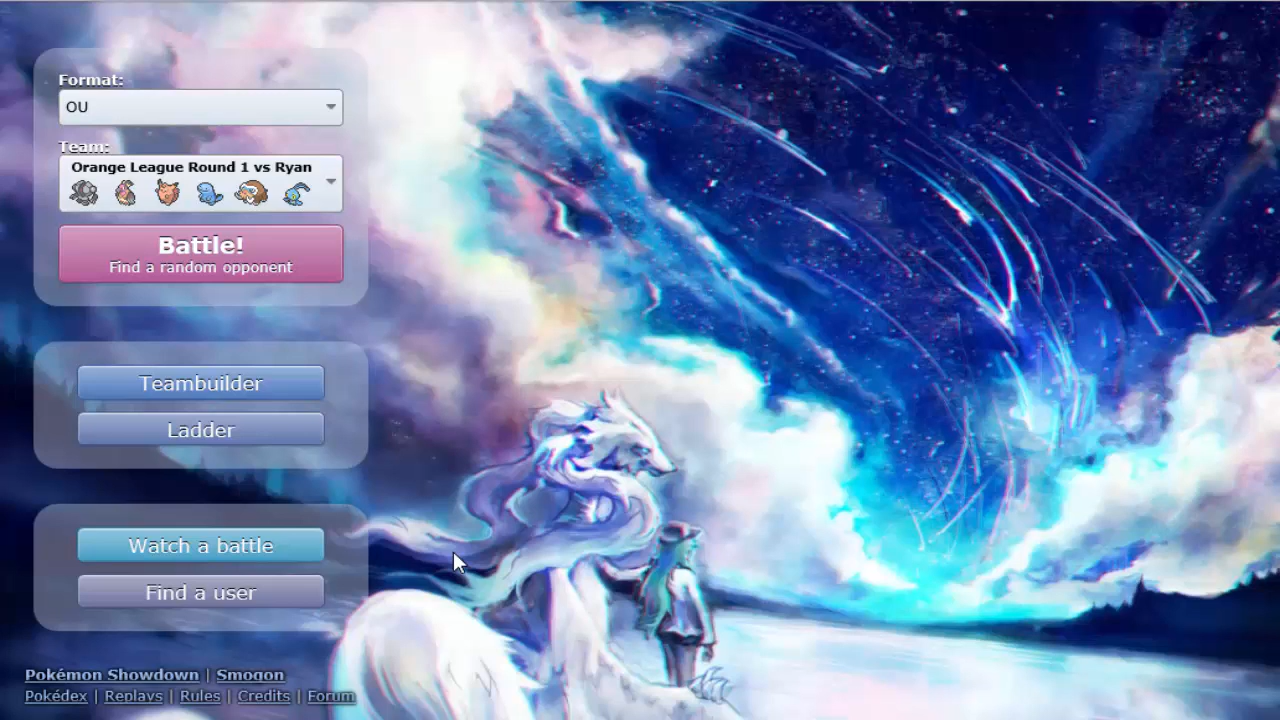 Format:
OU
Team:
Orange League Round 1 vs Ryan
Battle!
Find a random opponent
Teambuilder
Ladder
Watch a battle
Find a user
Pokémon Showdown | Smogon
Pokédex | Replays | Rules | Credits | Forum